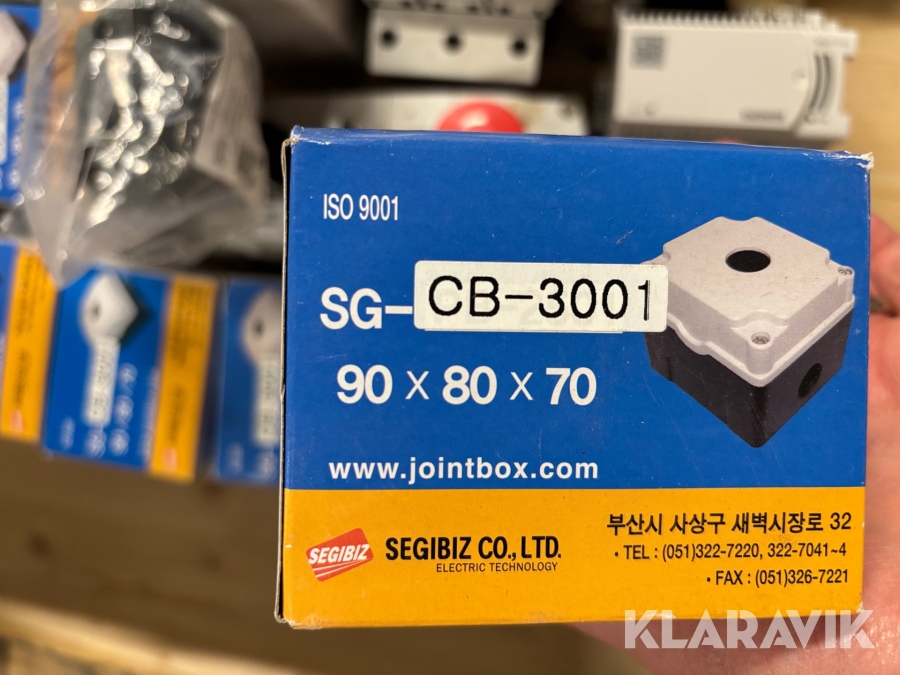 ISO 9001
SG-CB-3001
90 x 80 x 70
www.jointbox.com
SEGIBIZ
SEGIBIZ CO., LTD.
ELECTRIC TECHNOLOGY
부산시 사상구 새벽시장로 32
• TEL : (051)322-7220, 322-7041~4
• FAX : (051)326-7221
KLARAVIK